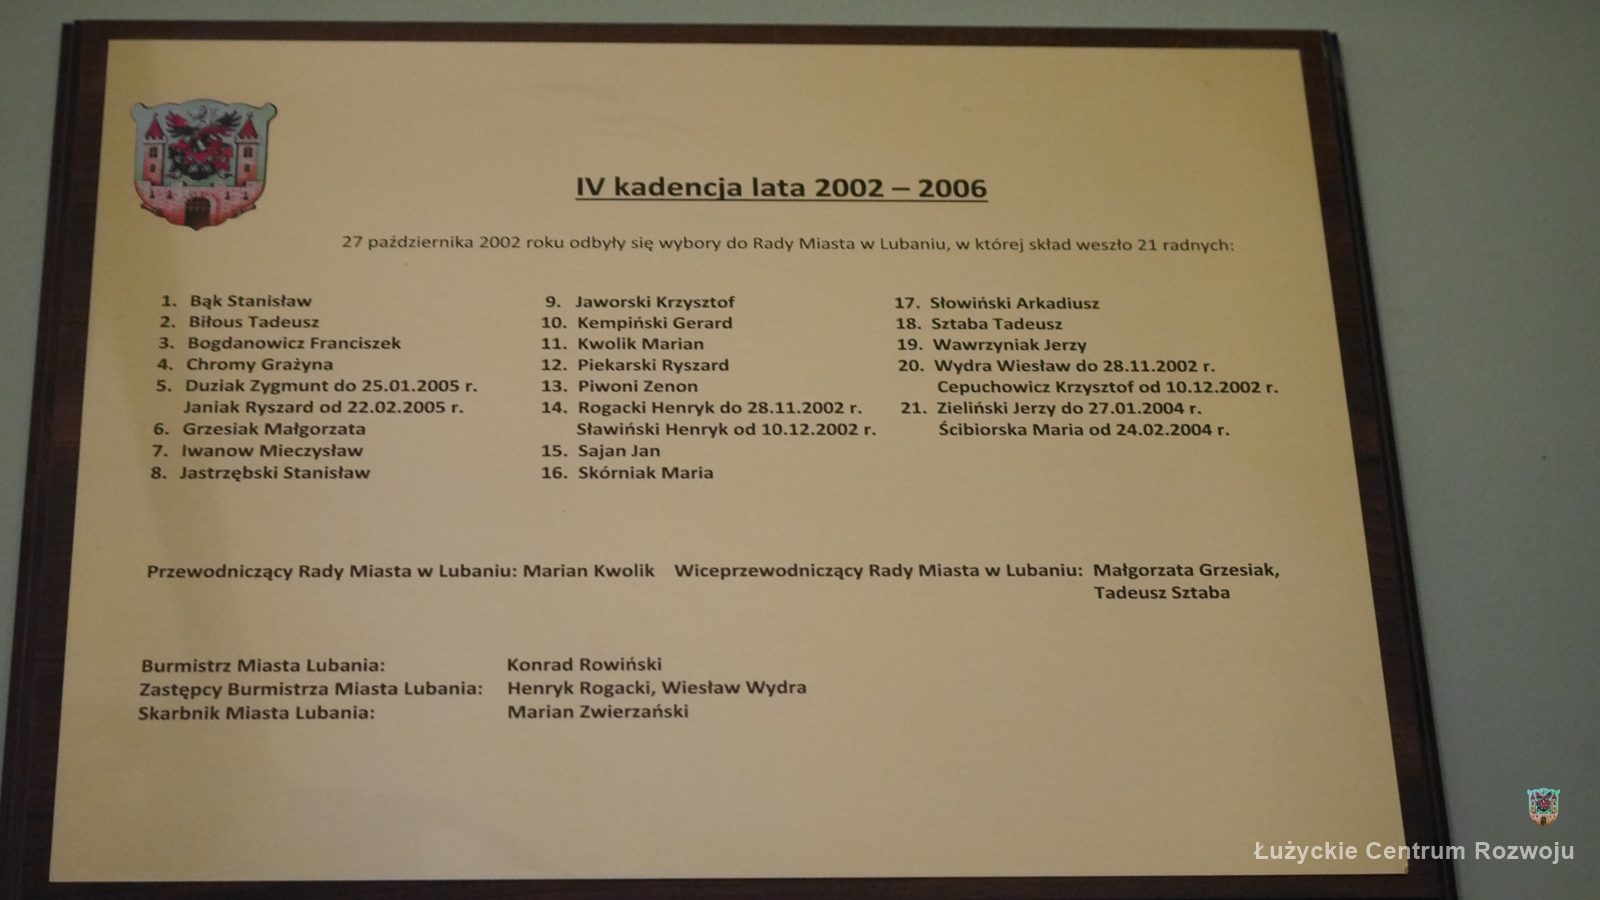 IV kadencja lata 2002 – 2006
27 października 2002 roku odbyły się wybory do Rady Miasta w Lubaniu, w której skład weszło 21 radnych:
1. Bąk Stanisław
2. Biłous Tadeusz
3. Bogdanowicz Franciszek
4. Chromy Grażyna
5. Duziak Zygmunt do 25.01.2005 r.
Janiak Ryszard od 22.02.2005 r.
6. Grzesiak Małgorzata
7. Iwanow Mieczysław
8. Jastrzębski Stanisław
9. Jaworski Krzysztof
10. Kempiński Gerard
11. Kwolik Marian
12. Piekarski Ryszard
13. Piwoni Zenon
14. Rogacki Henryk do 28.11.2002 r.
Sławiński Henryk od 10.12.2002 r.
15. Sajan Jan
16. Skórniak Maria
17. Słowiński Arkadiusz
18. Sztaba Tadeusz
19. Wawrzyniak Jerzy
20. Wydra Wiesław do 28.11.2002 r.
Cepuchowicz Krzysztof od 10.12.2002 r.
21. Zieliński Jerzy do 27.01.2004 r.
Ścibiorska Maria od 24.02.2004 r.
Przewodniczący Rady Miasta w Lubaniu: Marian Kwolik Wiceprzewodniczący Rady Miasta w Lubaniu: Małgorzata Grzesiak,
Tadeusz Sztaba
Burmistrz Miasta Lubania: Konrad Rowiński
Zastępcy Burmistrza Miasta Lubania: Henryk Rogacki, Wiesław Wydra
Skarbnik Miasta Lubania: Marian Zwierzański
Łużyckie Centrum Rozwoju